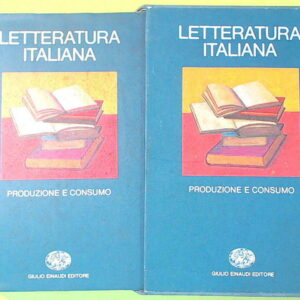 LETTERATURA
ITALIANA
PRODUZIONE E CONSUMO
GIULIO EINAUDI EDITORE
LETTERATURA
ITALIANA
PRODUZIONE E CONSUMO
GIULIO EINAUDI EDITORE